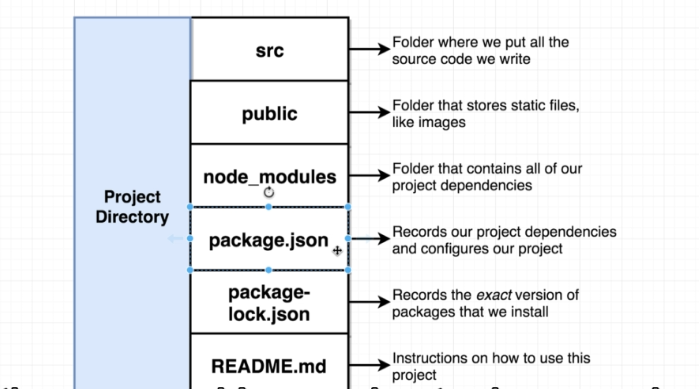 src
Folder where we put all the
source code we write
public
Folder that stores static files,
like images
node_modules
Folder that contains all of our
project dependencies
Project
Directory
package.json
Records our project dependencies
and configures our project
package-
lock.json
Records the exact version of
packages that we install
README.md
Instructions on how to use this
project